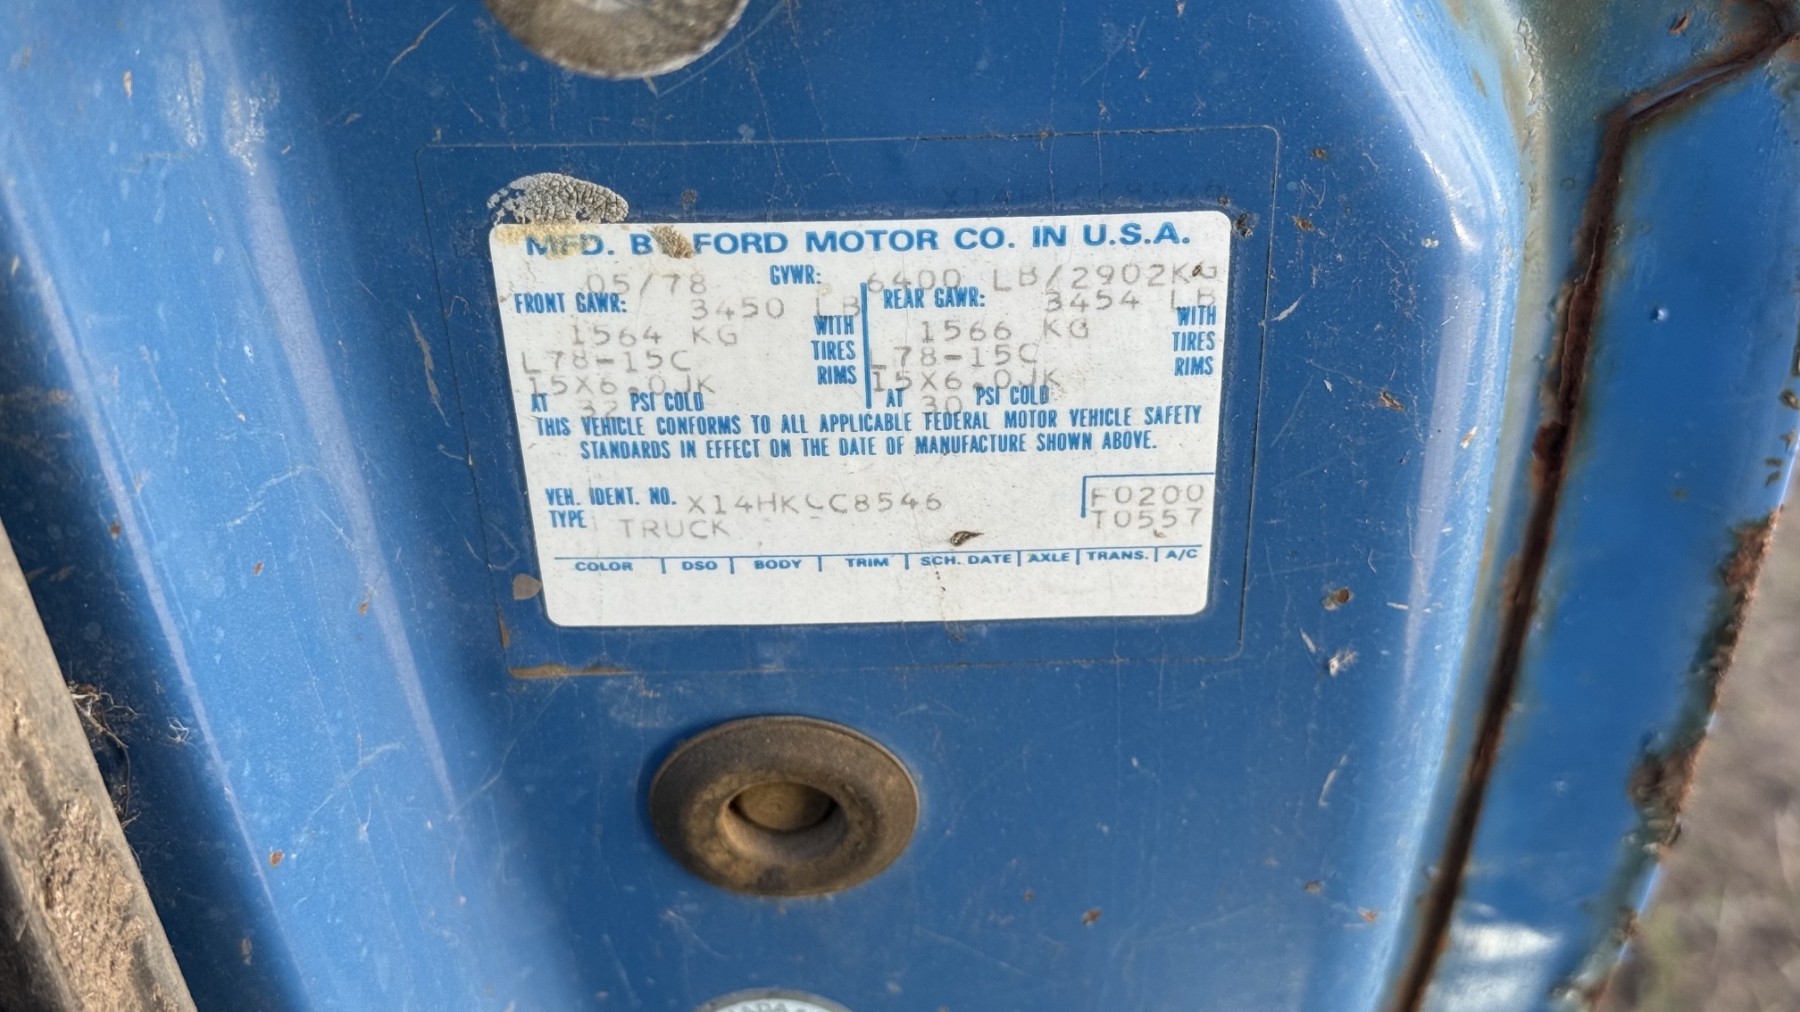 MFD. BY FORD MOTOR CO. IN U.S.A.
05/78 GVWR: 6400 LB/2902KG
FRONT GAWR: 3450 LB REAR GAWR: 3454 LB
1564 KG WITH 1566 KG WITH
L78-15C TIRES L78-15C TIRES
15X6.0JK RIMS 15X6.0JK RIMS
AT 32 PSI COLD AT 30 PSI COLD
THIS VEHICLE CONFORMS TO ALL APPLICABLE FEDERAL MOTOR VEHICLE SAFETY
STANDARDS IN EFFECT ON THE DATE OF MANUFACTURE SHOWN ABOVE.
VEH. IDENT. NO. F0200
TYPE TRUCK T0557
COLOR DSO BODY TRIM SCH. DATE AXLE TRANS. A/C